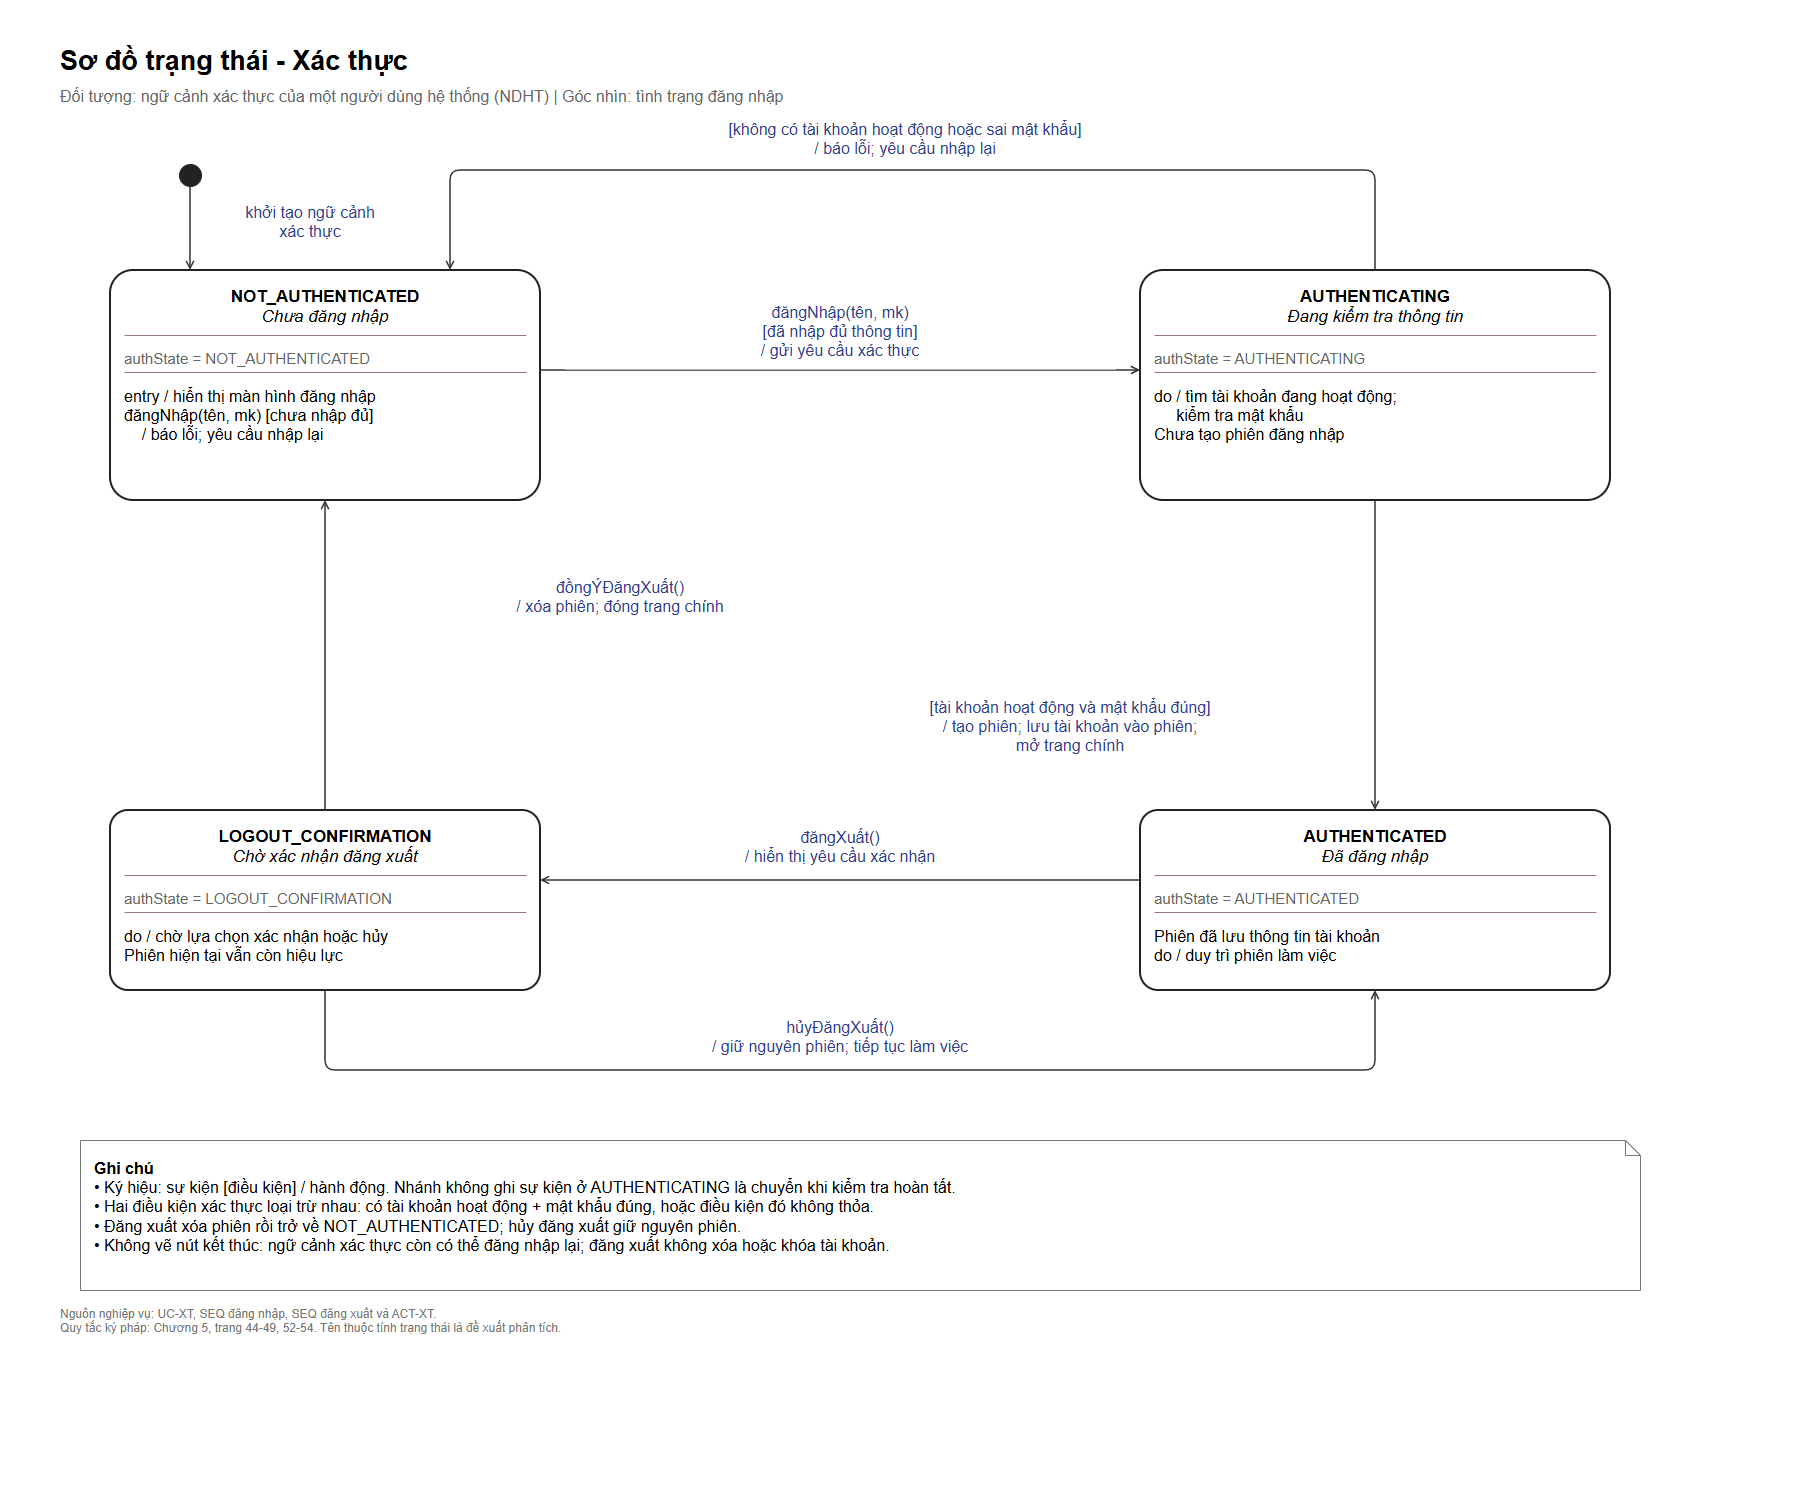 Sơ đồ trạng thái - Xác thực
Đối tượng: ngữ cảnh xác thực của một người dùng hệ thống (NDHT) | Góc nhìn: tình trạng đăng nhập
[không có tài khoản hoạt động hoặc sai mật khẩu]
/ báo lỗi; yêu cầu nhập lại
khởi tạo ngữ cảnh
xác thực
NOT_AUTHENTICATED
Chưa đăng nhập
authState = NOT_AUTHENTICATED
entry / hiển thị màn hình đăng nhập
đăngNhập(tên, mk) [chưa nhập đủ]
/ báo lỗi; yêu cầu nhập lại
đăngNhập(tên, mk)
[đã nhập đủ thông tin]
/ gửi yêu cầu xác thực
AUTHENTICATING
Đang kiểm tra thông tin
authState = AUTHENTICATING
do / tìm tài khoản đang hoạt động;
kiểm tra mật khẩu
Chưa tạo phiên đăng nhập
đồngÝĐăngXuất()
/ xóa phiên; đóng trang chính
[tài khoản hoạt động và mật khẩu đúng]
/ tạo phiên; lưu tài khoản vào phiên;
mở trang chính
LOGOUT_CONFIRMATION
Chờ xác nhận đăng xuất
authState = LOGOUT_CONFIRMATION
do / chờ lựa chọn xác nhận hoặc hủy
Phiên hiện tại vẫn còn hiệu lực
đăngXuất()
/ hiển thị yêu cầu xác nhận
AUTHENTICATED
Đã đăng nhập
authState = AUTHENTICATED
Phiên đã lưu thông tin tài khoản
do / duy trì phiên làm việc
hủyĐăngXuất()
/ giữ nguyên phiên; tiếp tục làm việc
Ghi chú
• Ký hiệu: sự kiện [điều kiện] / hành động. Nhánh không ghi sự kiện ở AUTHENTICATING là chuyển khi kiểm tra hoàn tất.
• Hai điều kiện xác thực loại trừ nhau: có tài khoản hoạt động + mật khẩu đúng, hoặc điều kiện đó không thỏa.
• Đăng xuất xóa phiên rồi trở về NOT_AUTHENTICATED; hủy đăng xuất giữ nguyên phiên.
• Không vẽ nút kết thúc: ngữ cảnh xác thực còn có thể đăng nhập lại; đăng xuất không xóa hoặc khóa tài khoản.
Nguồn nghiệp vụ: UC-XT, SEQ đăng nhập, SEQ đăng xuất và ACT-XT.
Quy tắc ký pháp: Chương 5, trang 44-49, 52-54. Tên thuộc tính trạng thái là đề xuất phân tích.